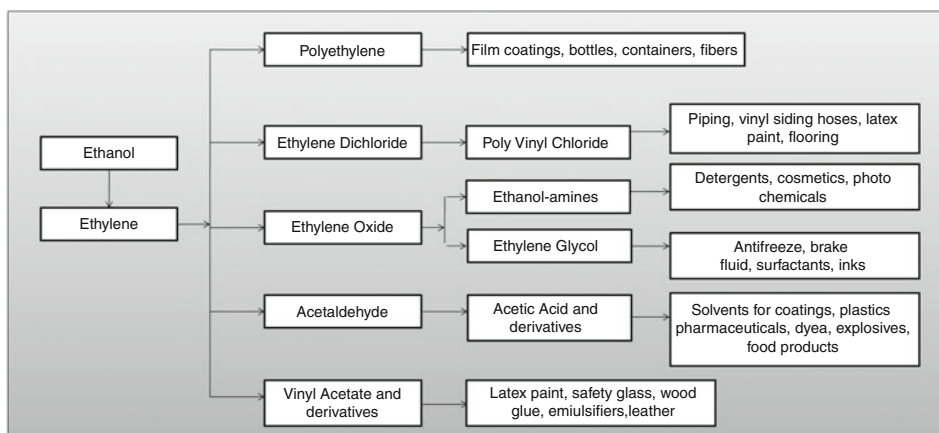 Polyethylene
Film coatings, bottles, containers, fibers
Ethanol
Ethylene
Ethylene Dichloride
Poly Vinyl Chloride
Piping, vinyl siding hoses, latex
paint, flooring
Ethylene Oxide
Ethanol-amines
Detergents, cosmetics, photo
chemicals
Ethylene Glycol
Antifreeze, brake
fluid, surfactants, inks
Acetaldehyde
Acetic Acid and
derivatives
Solvents for coatings, plastics
pharmaceuticals, dyea, explosives,
food products
Vinyl Acetate and
derivatives
Latex paint, safety glass, wood
glue, emiulsifiers,leather